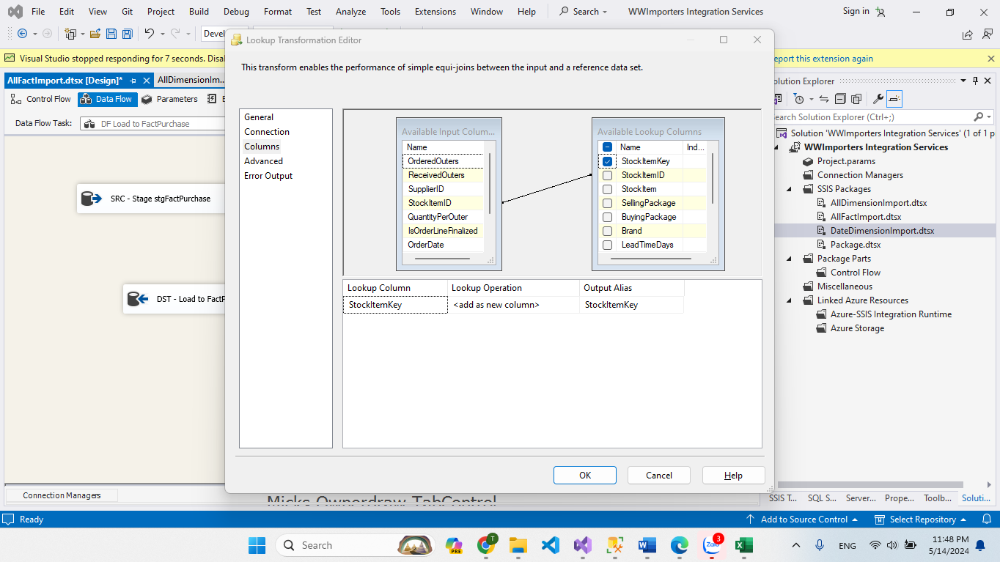 File Edit View Git Project Build Debug Format Test Analyze Tools Extensions Window Help Search WWImporters Integration Services Sign in
Devel
Visual Studio stopped responding for 7 seconds. Disa
eport this extension again
AllFactImport.dtsx [Design]* AllDimensionIm...
Control Flow Data Flow Parameters E
Data Flow Task: DF Load to FactPurchase
SRC - Stage stgFactPurchase
DST - Load to FactP
Connection Managers
Lookup Transformation Editor
This transform enables the performance of simple equi-joins between the input and a reference data set.
General
Connection
Columns
Advanced
Error Output
Available Input Colum...
Name
OrderedOuters
ReceivedOuters
SupplierID
StockItemID
QuantityPerOuter
IsOrderLineFinalized
OrderDate
Available Lookup Columns
Name Ind...
StockItemKey
StockItemID
StockItem
SellingPackage
BuyingPackage
Brand
LeadTimeDays
Lookup Column Lookup Operation Output Alias
StockItemKey <add as new column> StockItemKey
OK Cancel Help
Micks Ownerdraw TabControl
olution Explorer
earch Solution Explorer (Ctrl+;)
Solution 'WWImporters Integration Services' (1 of 1 p
WWImporters Integration Services
Project.params
Connection Managers
SSIS Packages
AllDimensionImport.dtsx
AllFactImport.dtsx
DateDimensionImport.dtsx
Package.dtsx
Package Parts
Control Flow
Miscellaneous
Linked Azure Resources
Azure-SSIS Integration Runtime
Azure Storage
SSIS T... SQL S... Server... Prope... Toolb... Soluti...
Ready Add to Source Control Select Repository
Search PRE T Zalo 3 ENG 11:48 PM
5/14/2024